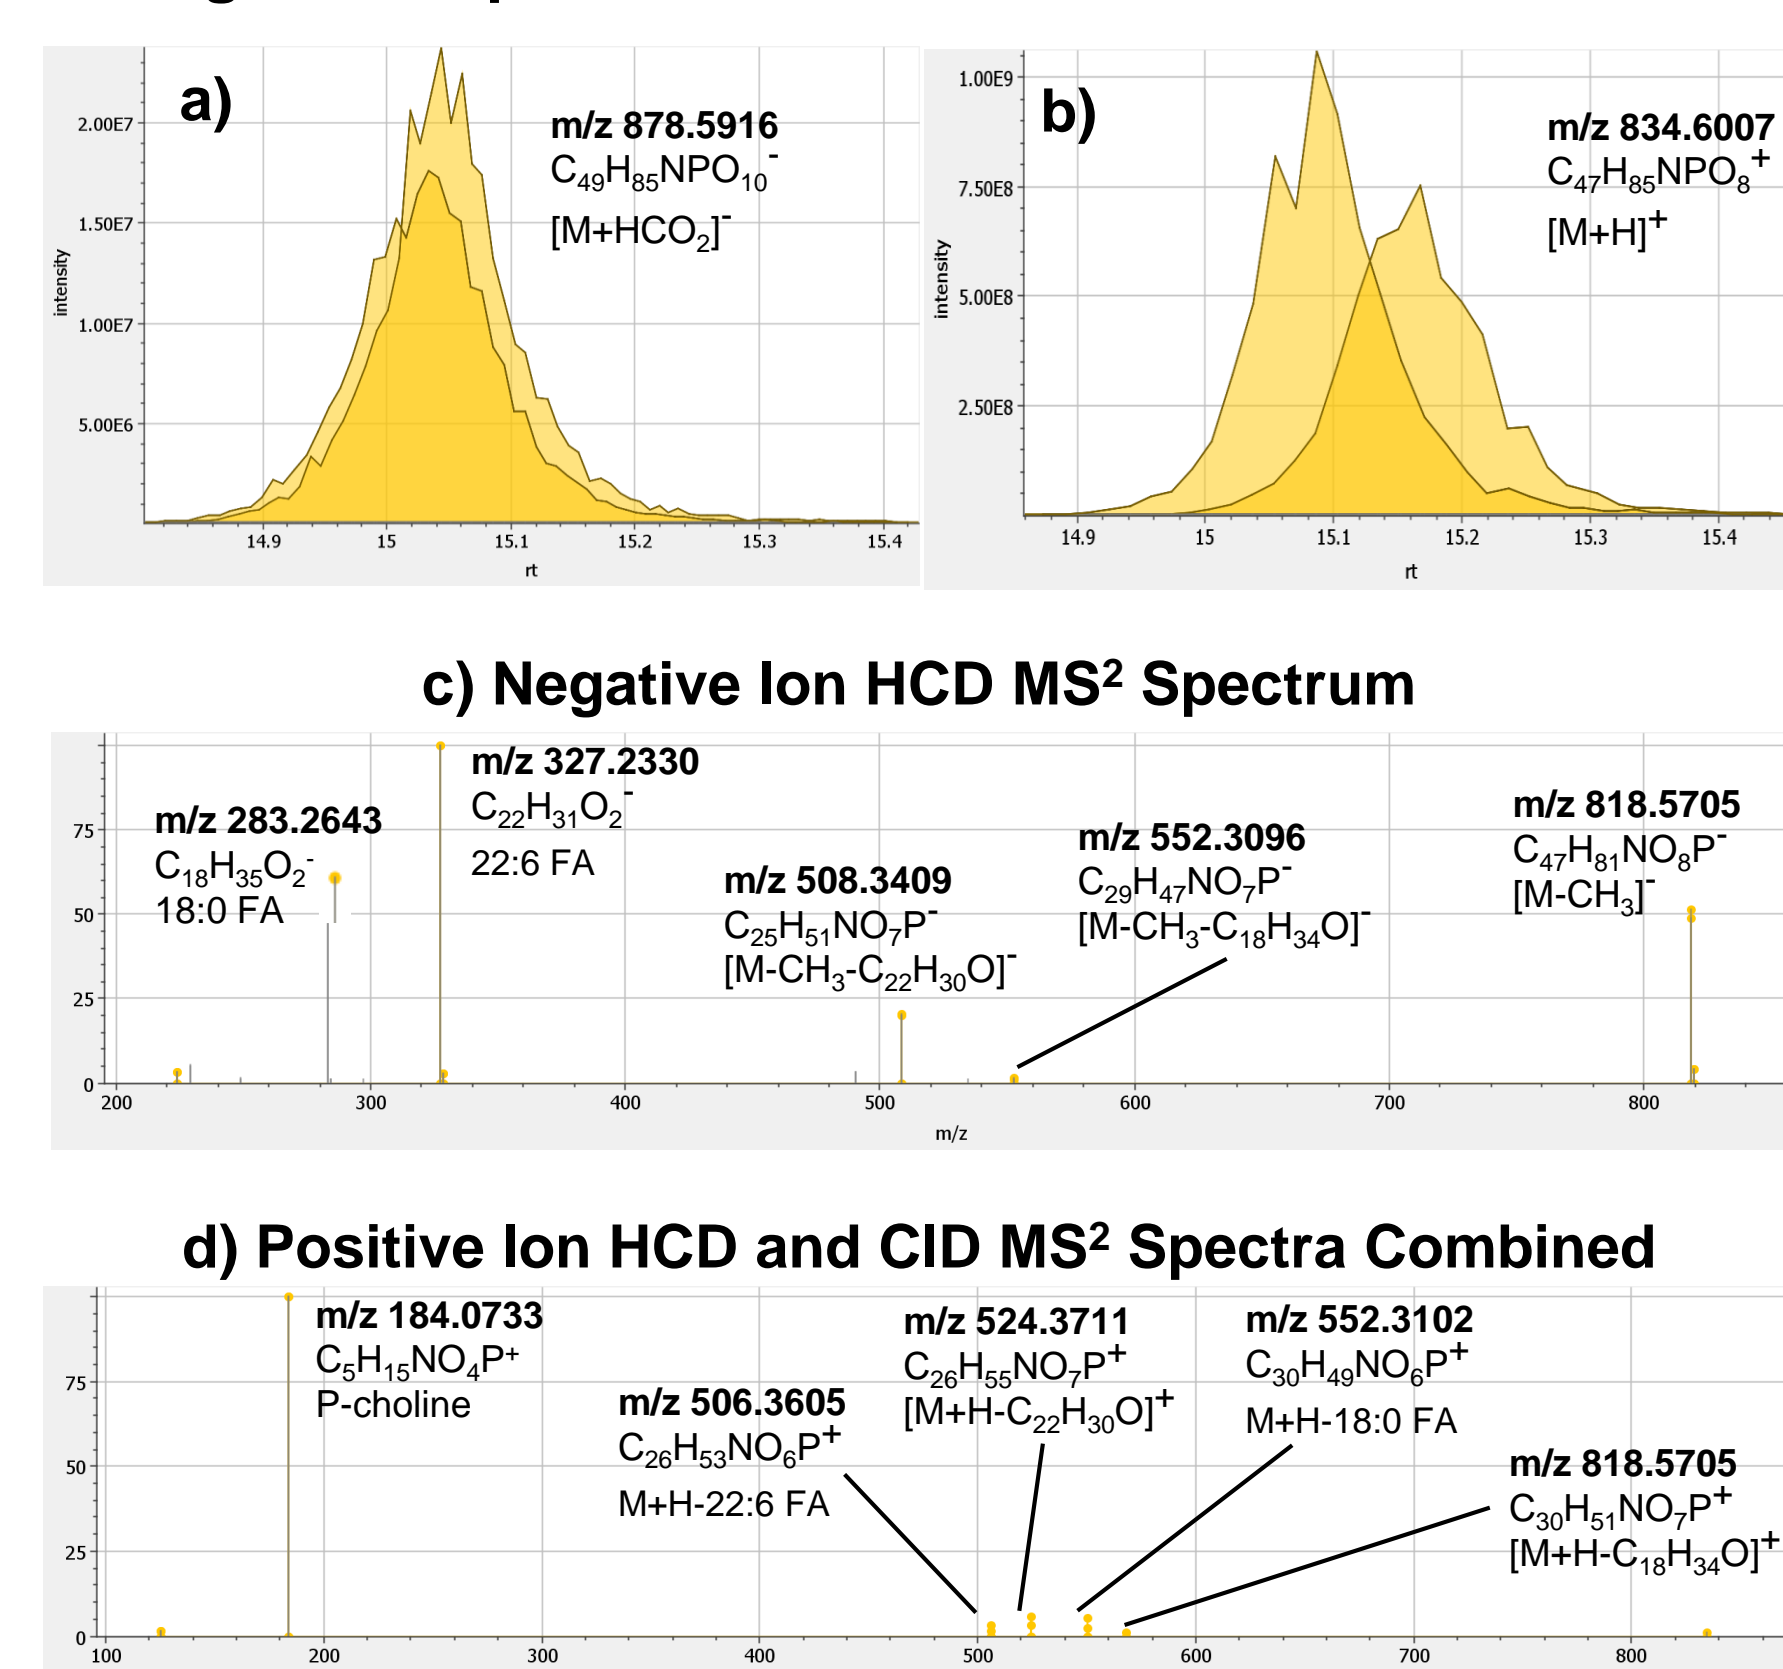 a)
m/z 878.5916
C49H85NPO10-
[M+HCO2]-
2.00E7
1.50E7
1.00E7
5.00E6
intensity
14.9 15 15.1 15.2 15.3 15.4
rt
b)
m/z 834.6007
C47H85NPO8+
[M+H]+
1.00E9
7.50E8
5.00E8
2.50E8
intensity
14.9 15 15.1 15.2 15.3 15.4
rt
c) Negative Ion HCD MS2 Spectrum
m/z 283.2643
C18H35O2-
18:0 FA
m/z 327.2330
C22H31O2-
22:6 FA
m/z 508.3409
C25H51NO7P-
[M-CH3-C22H30O]-
m/z 552.3096
C29H47NO7P-
[M-CH3-C18H34O]-
m/z 818.5705
C47H81NO8P-
[M-CH3]-
75
50
25
0
200 300 400 500 600 700 800
m/z
d) Positive Ion HCD and CID MS2 Spectra Combined
m/z 184.0733
C5H15NO4P+
P-choline
m/z 506.3605
C26H53NO6P+
M+H-22:6 FA
m/z 524.3711
C26H55NO7P+
[M+H-C22H30O]+
m/z 552.3102
C30H49NO6P+
M+H-18:0 FA
m/z 818.5705
C30H51NO7P+
[M+H-C18H34O]+
75
50
25
0
100 200 300 400 500 600 700 800